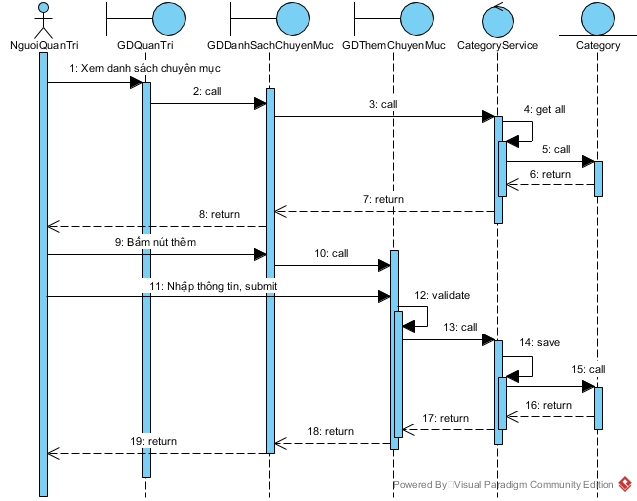 NguoiQuanTri GDQuanTri GDDanhSachChuyenMuc GDThemChuyenMuc CategoryService Category
1: Xem danh sách chuyên mục
2: call
3: call
4: get all
5: call
6: return
7: return
8: return
9: Bấm nút thêm
10: call
11: Nhập thông tin, submit
12: validate
13: call
14: save
15: call
16: return
17: return
18: return
19: return
Powered By Visual Paradigm Community Edition